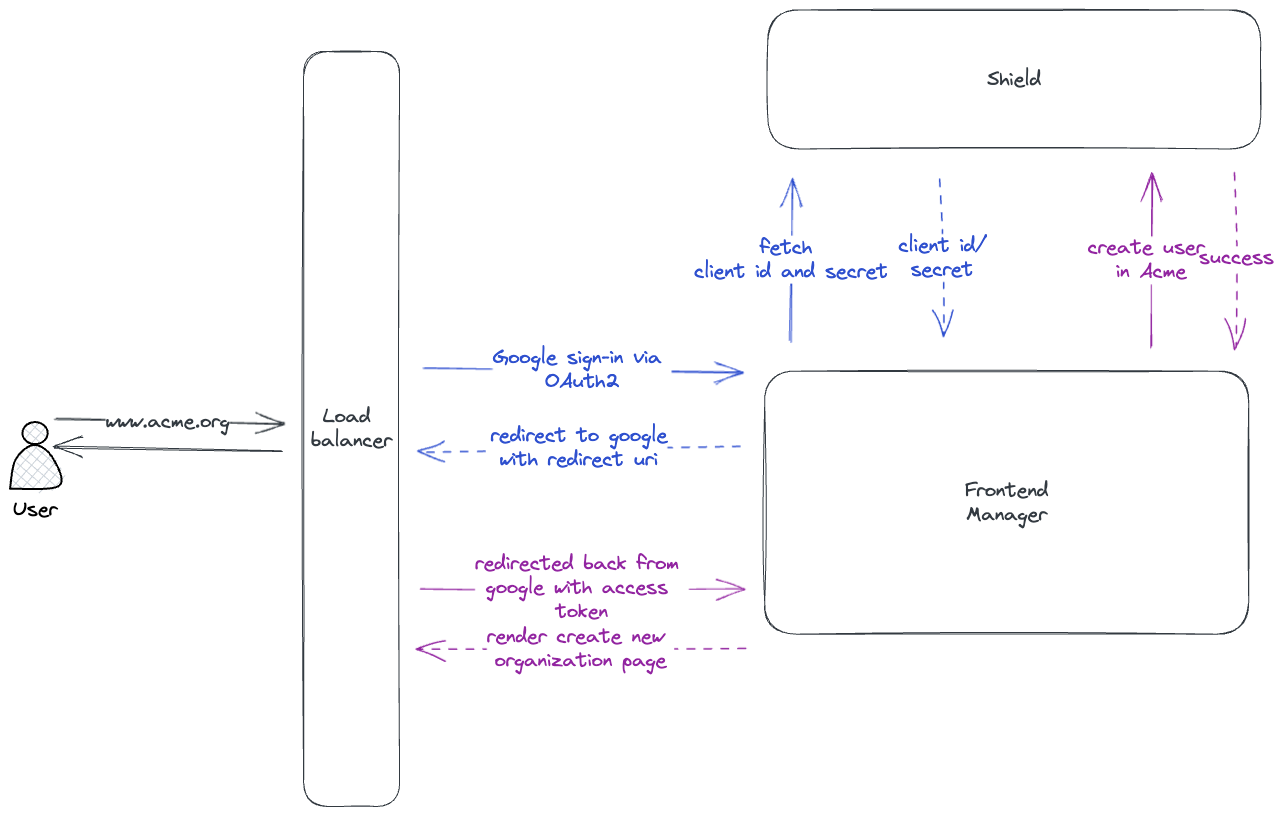 Shield
fetch
client id and secret
client id/
secret
create user
in Acme
success
Google sign-in via
OAuth2
www.acme.org
Load
balancer
redirect to google
with redirect uri
User
Frontend
Manager
redirected back from
google with access
token
render create new
organization page